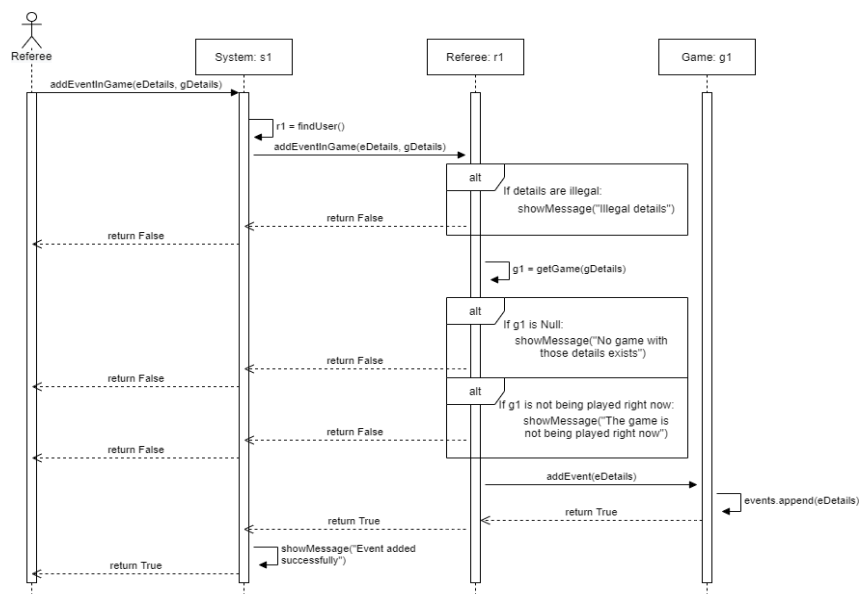 Referee
System: s1
Referee: r1
Game: g1
addEventInGame(eDetails, gDetails)
r1 = findUser()
addEventInGame(eDetails, gDetails)
alt
If details are illegal:
showMessage("Illegal details")
return False
return False
g1 = getGame(gDetails)
alt
If g1 is Null:
showMessage("No game with
those details exists")
return False
return False
alt
If g1 is not being played right now:
showMessage("The game is
not being played right now")
return False
return False
addEvent(eDetails)
events.append(eDetails)
return True
return True
showMessage("Event added
successfully")
return True